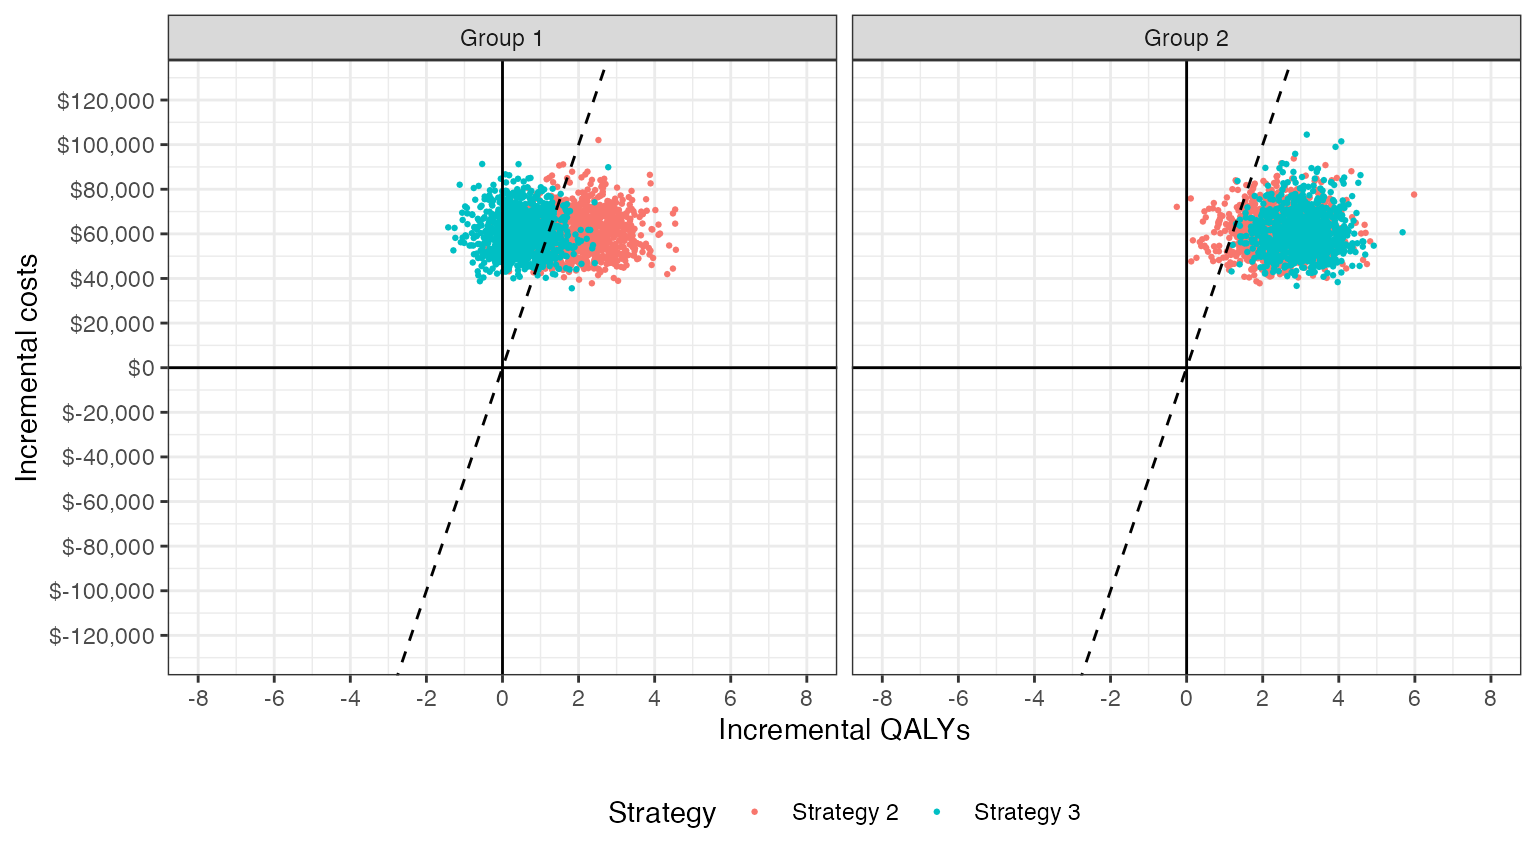 Group 1
Group 2
Incremental costs
$120,000
$100,000
$80,000
$60,000
$40,000
$20,000
$0
$-20,000
$-40,000
$-60,000
$-80,000
$-100,000
$-120,000
-8 -6 -4 -2 0 2 4 6 8
-8 -6 -4 -2 0 2 4 6 8
Incremental QALYs
Strategy Strategy 2 Strategy 3